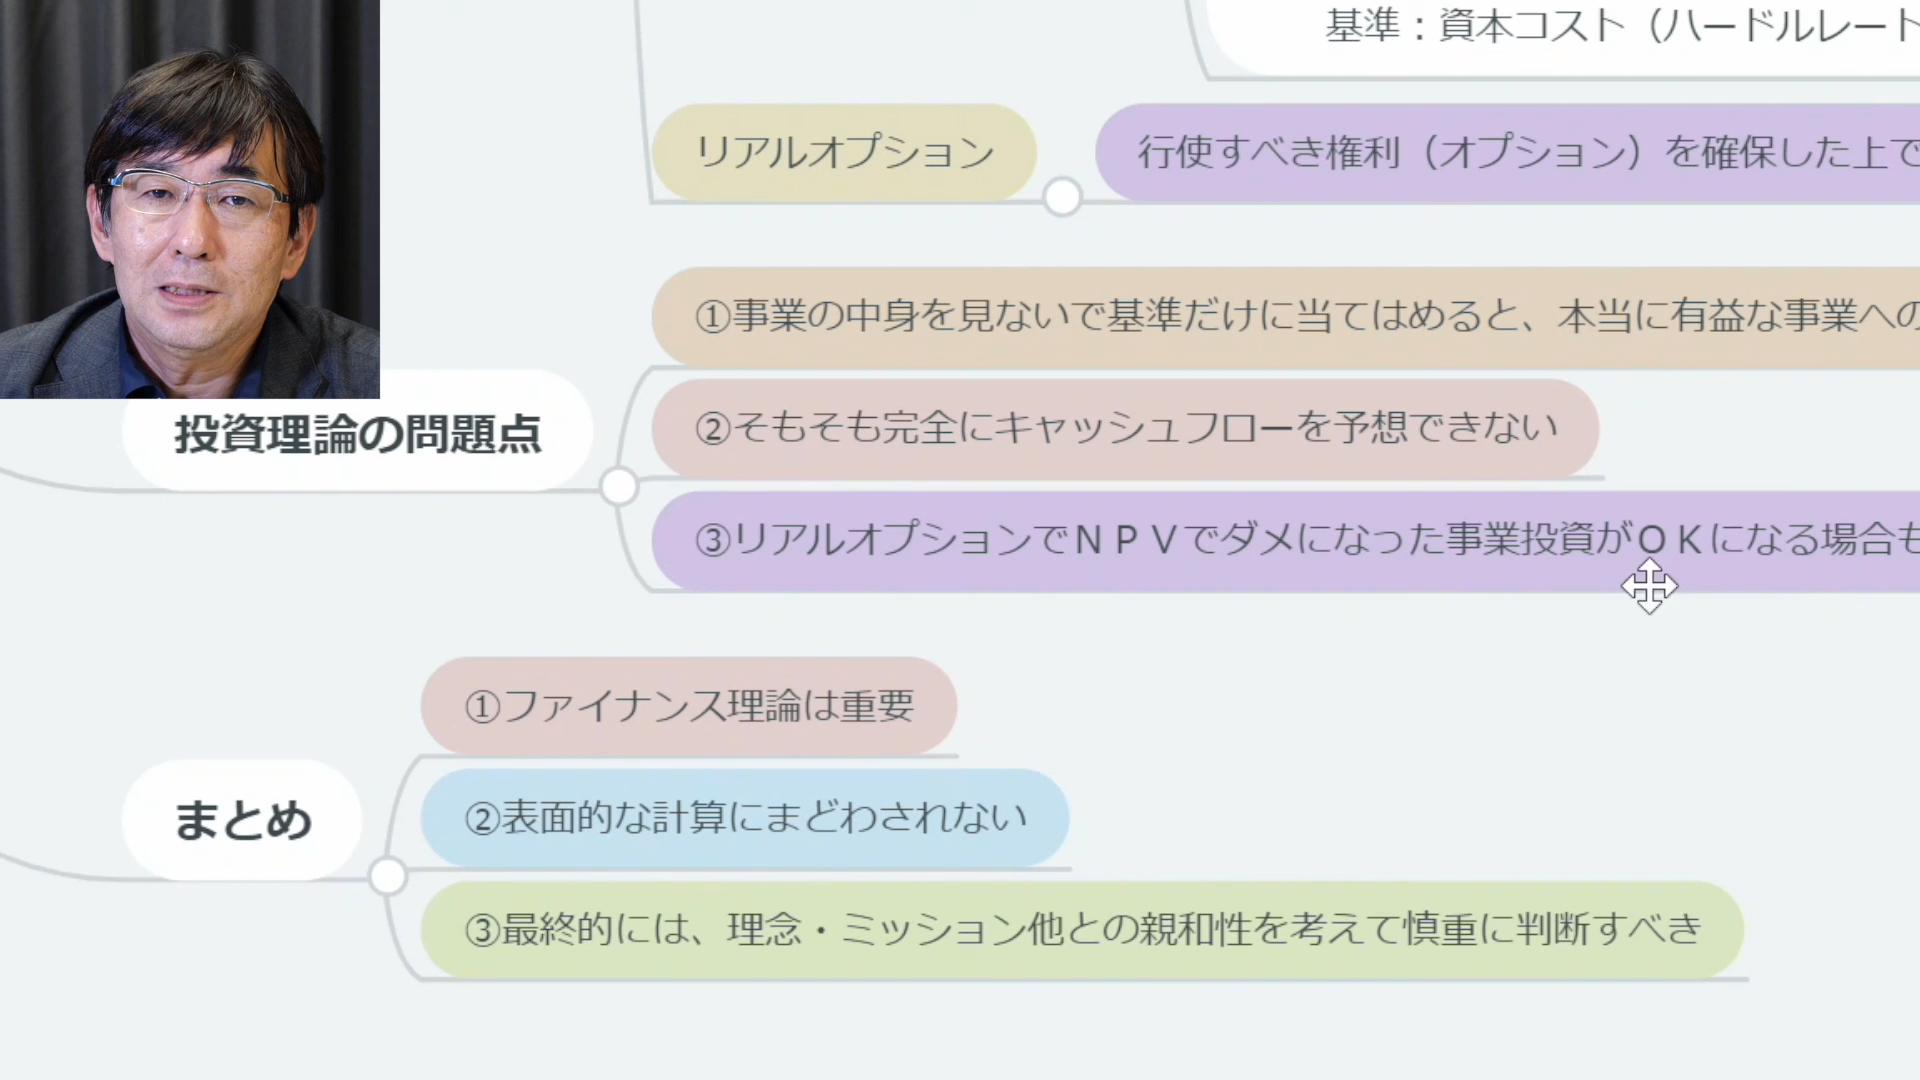 基準：資本コスト（ハードルレート
リアルオプション
行使すべき権利（オプション）を確保した上で
①事業の中身を見ないで基準だけに当てはめると、本当に有益な事業への
投資理論の問題点
②そもそも完全にキャッシュフローを予想できない
③リアルオプションでＮＰＶでダメになった事業投資がＯＫになる場合も
①ファイナンス理論は重要
まとめ
②表面的な計算にまどわされない
③最終的には、理念・ミッション他との親和性を考えて慎重に判断すべき